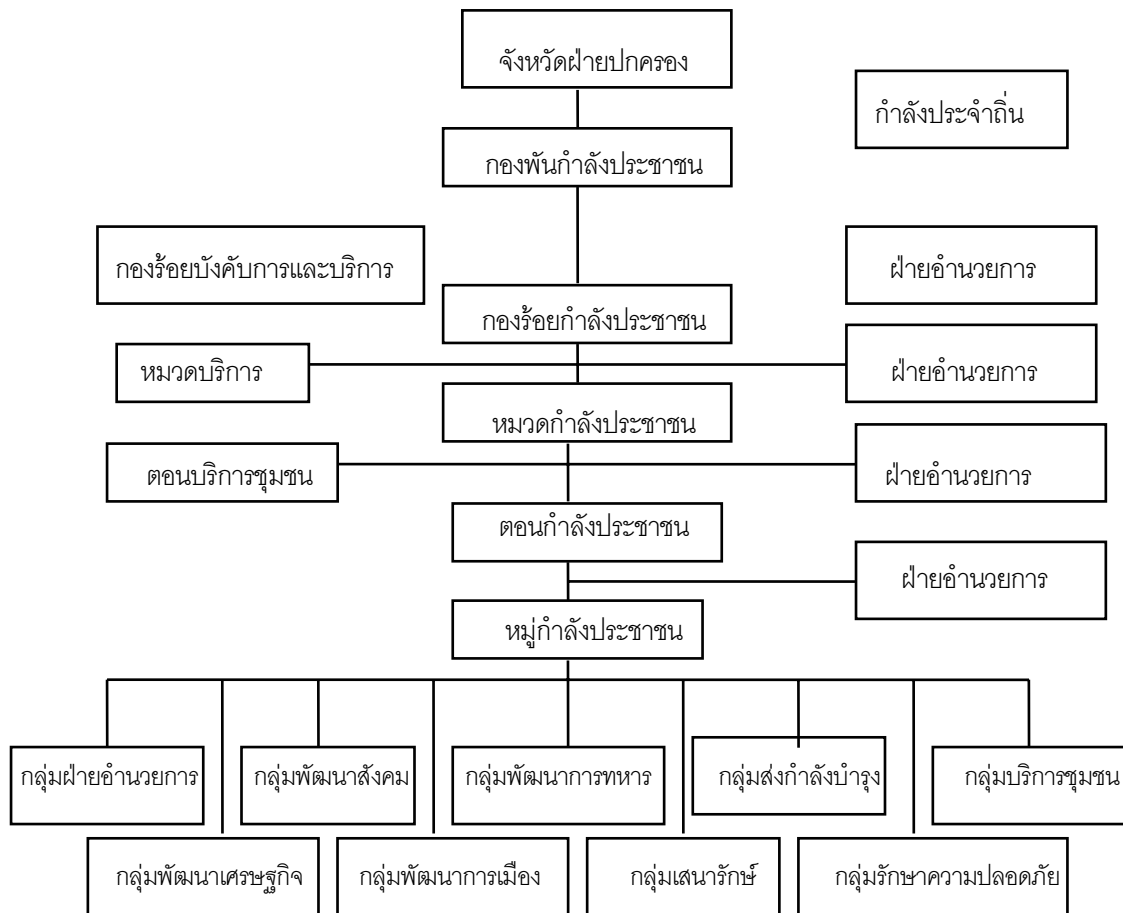 จังหวัดฝ่ายปกครอง
กำลังประจำถิ่น
กองพันกำลังประชาชน
กองร้อยบังคับการและบริการ
ฝ่ายอำนวยการ
กองร้อยกำลังประชาชน
หมวดบริการ
ฝ่ายอำนวยการ
หมวดกำลังประชาชน
ตอนบริการชุมชน
ฝ่ายอำนวยการ
ตอนกำลังประชาชน
ฝ่ายอำนวยการ
หมู่กำลังประชาชน
กลุ่มฝ่ายอำนวยการ
กลุ่มพัฒนาสังคม
กลุ่มพัฒนาการทหาร
กลุ่มส่งกำลังบำรุง
กลุ่มบริการชุมชน
กลุ่มพัฒนาเศรษฐกิจ
กลุ่มพัฒนาการเมือง
กลุ่มเสนารักษ์
กลุ่มรักษาความปลอดภัย